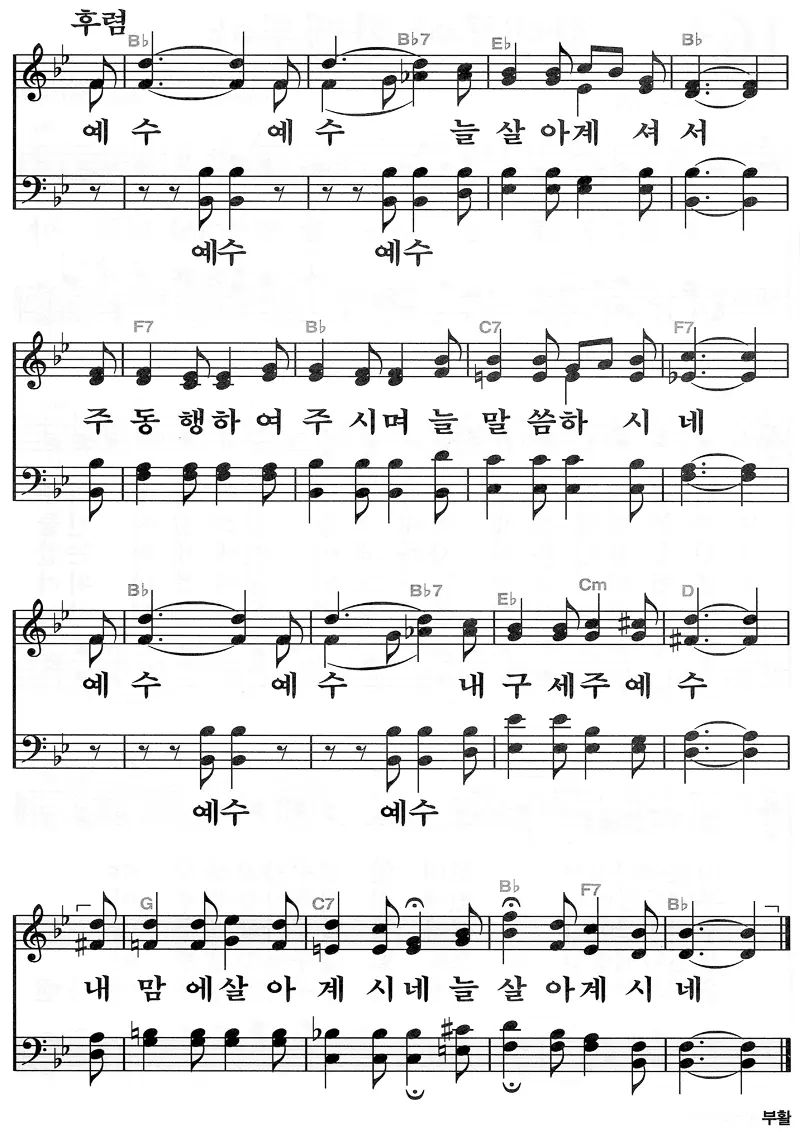 후렴
B♭ B♭7 E♭ B♭
예 수 예 수 늘 살 아계 셔 서
예수 예수
F7 B♭ C7 F7
주 동 행하 여 주 시며 늘 말 씀하 시 네
B♭ B♭7 E♭ Cm D
예 수 예 수 내 구 세주 예 수
예수 예수
G C7 B♭ F7 B♭
내 맘 에살 아 계 시네 늘 살 아계 시 네
부활